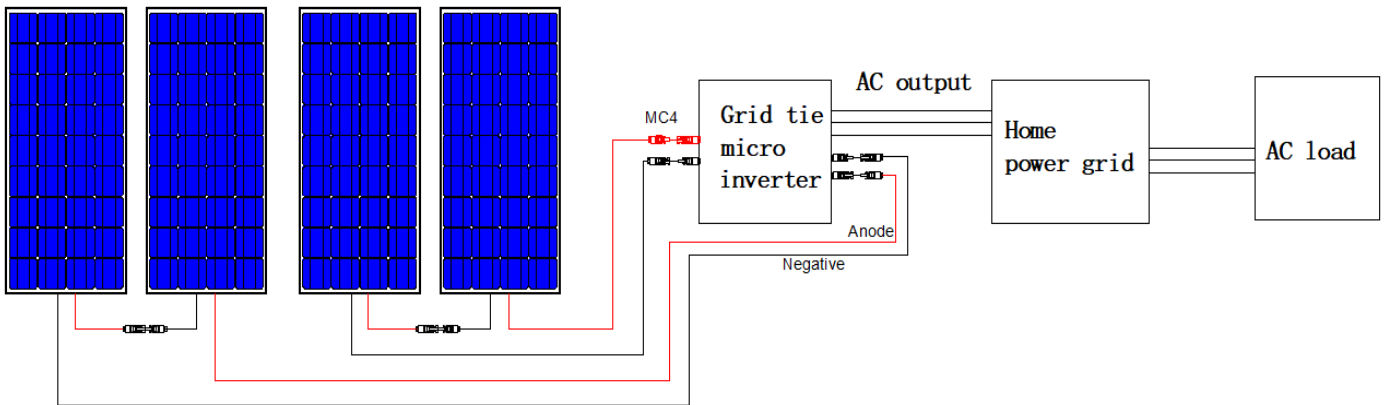 MC4
Grid tie
micro
inverter
AC output
Home
power grid
AC load
Anode
Negative